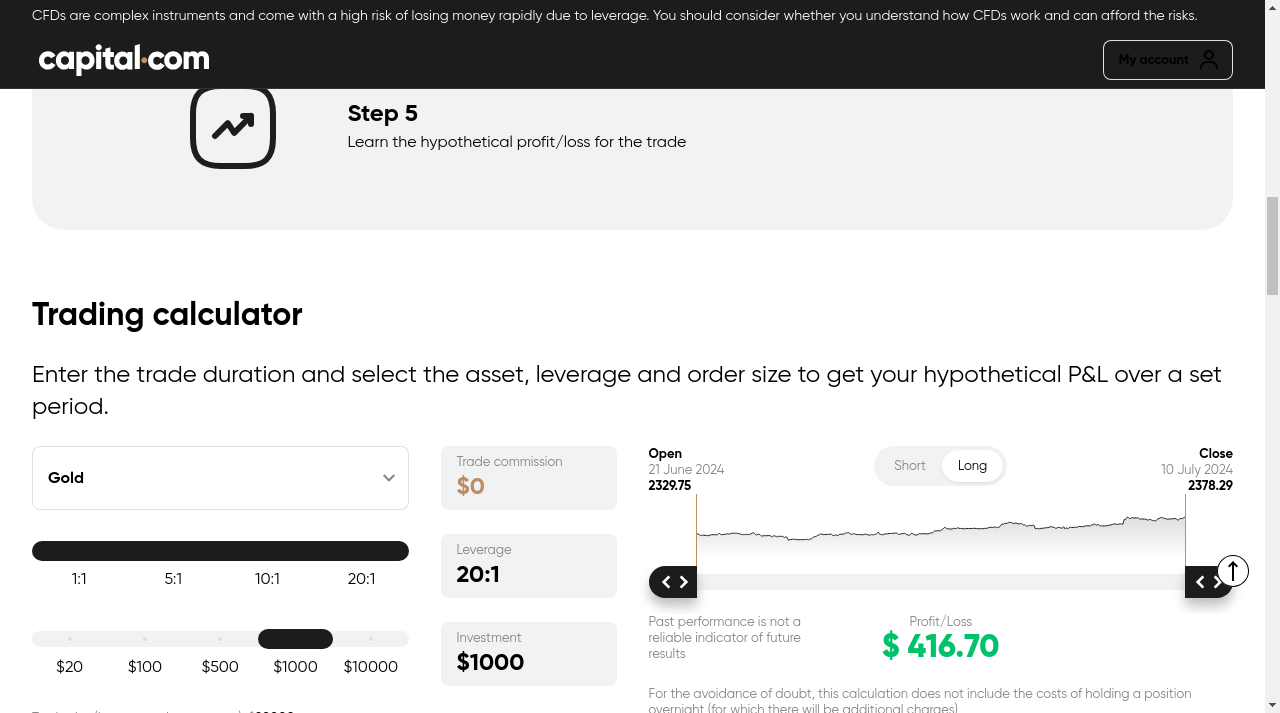 CFDs are complex instruments and come with a high risk of losing money rapidly due to leverage. You should consider whether you understand how CFDs work and can afford the risks.
capital.com
My account
Step 5
Learn the hypothetical profit/loss for the trade
Trading calculator
Enter the trade duration and select the asset, leverage and order size to get your hypothetical P&L over a set
period.
Gold
1:1 5:1 10:1 20:1
$20 $100 $500 $1000 $10000
Trade commission
$0
Leverage
20:1
Investment
$1000
Open
21 June 2024
2329.75
Short Long
Close
10 July 2024
2378.29
Past performance is not a
reliable indicator of future
results
Profit/Loss
$ 416.70
For the avoidance of doubt, this calculation does not include the costs of holding a position
overnight (for which there will be additional charges)